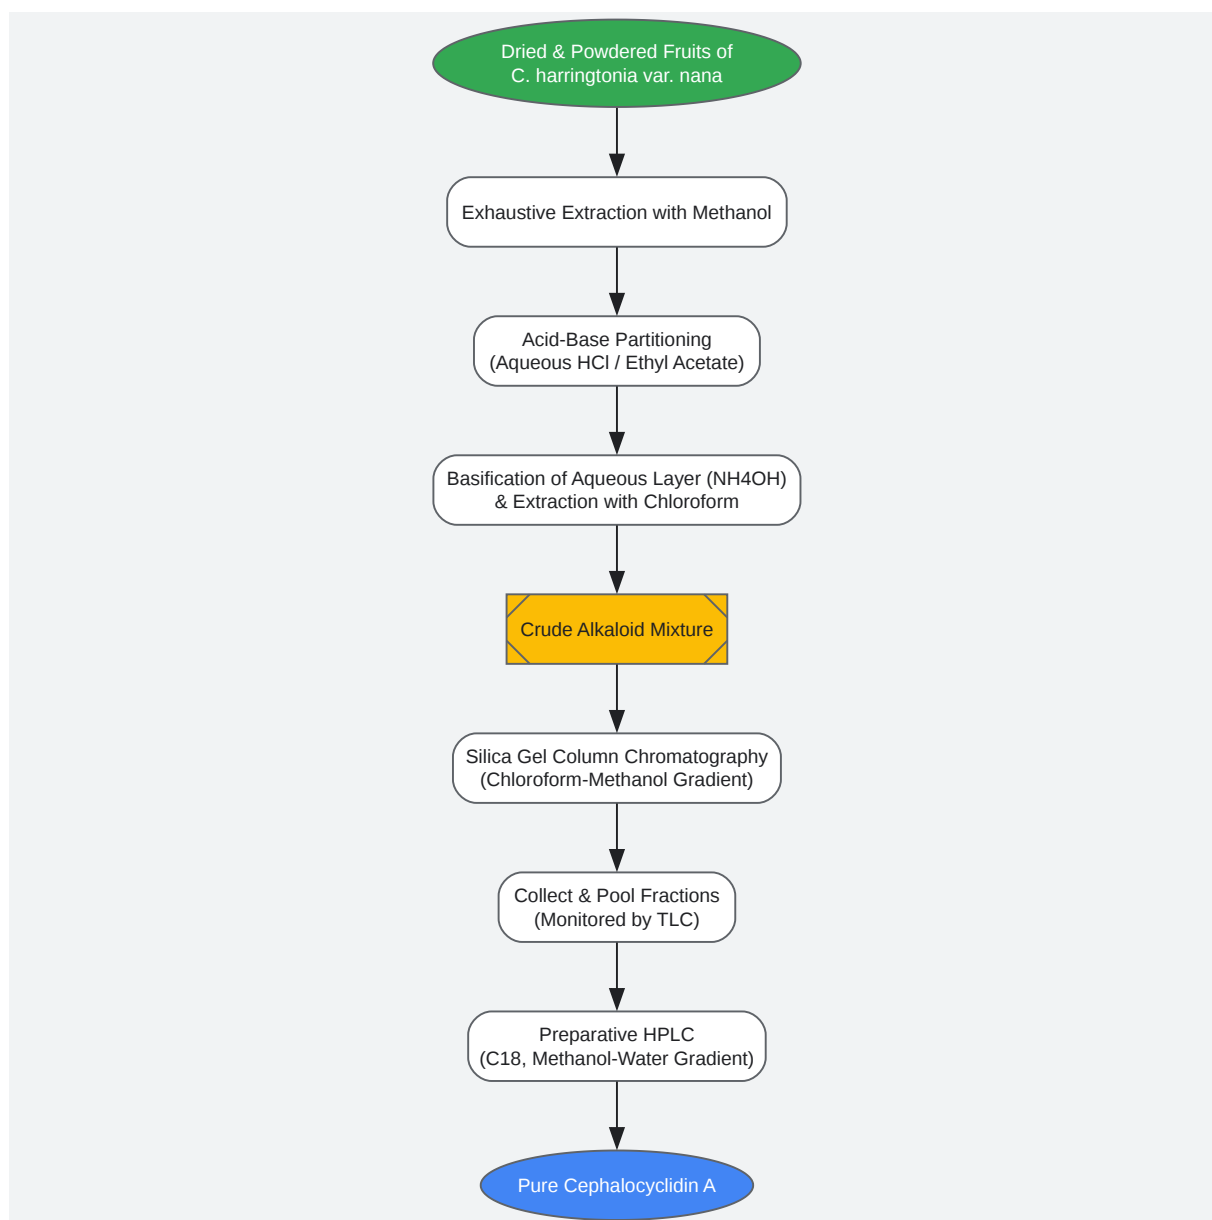 Dried & Powdered Fruits of
C. harringtonia var. nana
Exhaustive Extraction with Methanol
Acid-Base Partitioning
(Aqueous HCl / Ethyl Acetate)
Basification of Aqueous Layer (NH4OH)
& Extraction with Chloroform
Crude Alkaloid Mixture
Silica Gel Column Chromatography
(Chloroform-Methanol Gradient)
Collect & Pool Fractions
(Monitored by TLC)
Preparative HPLC
(C18, Methanol-Water Gradient)
Pure Cephalocyclidin A